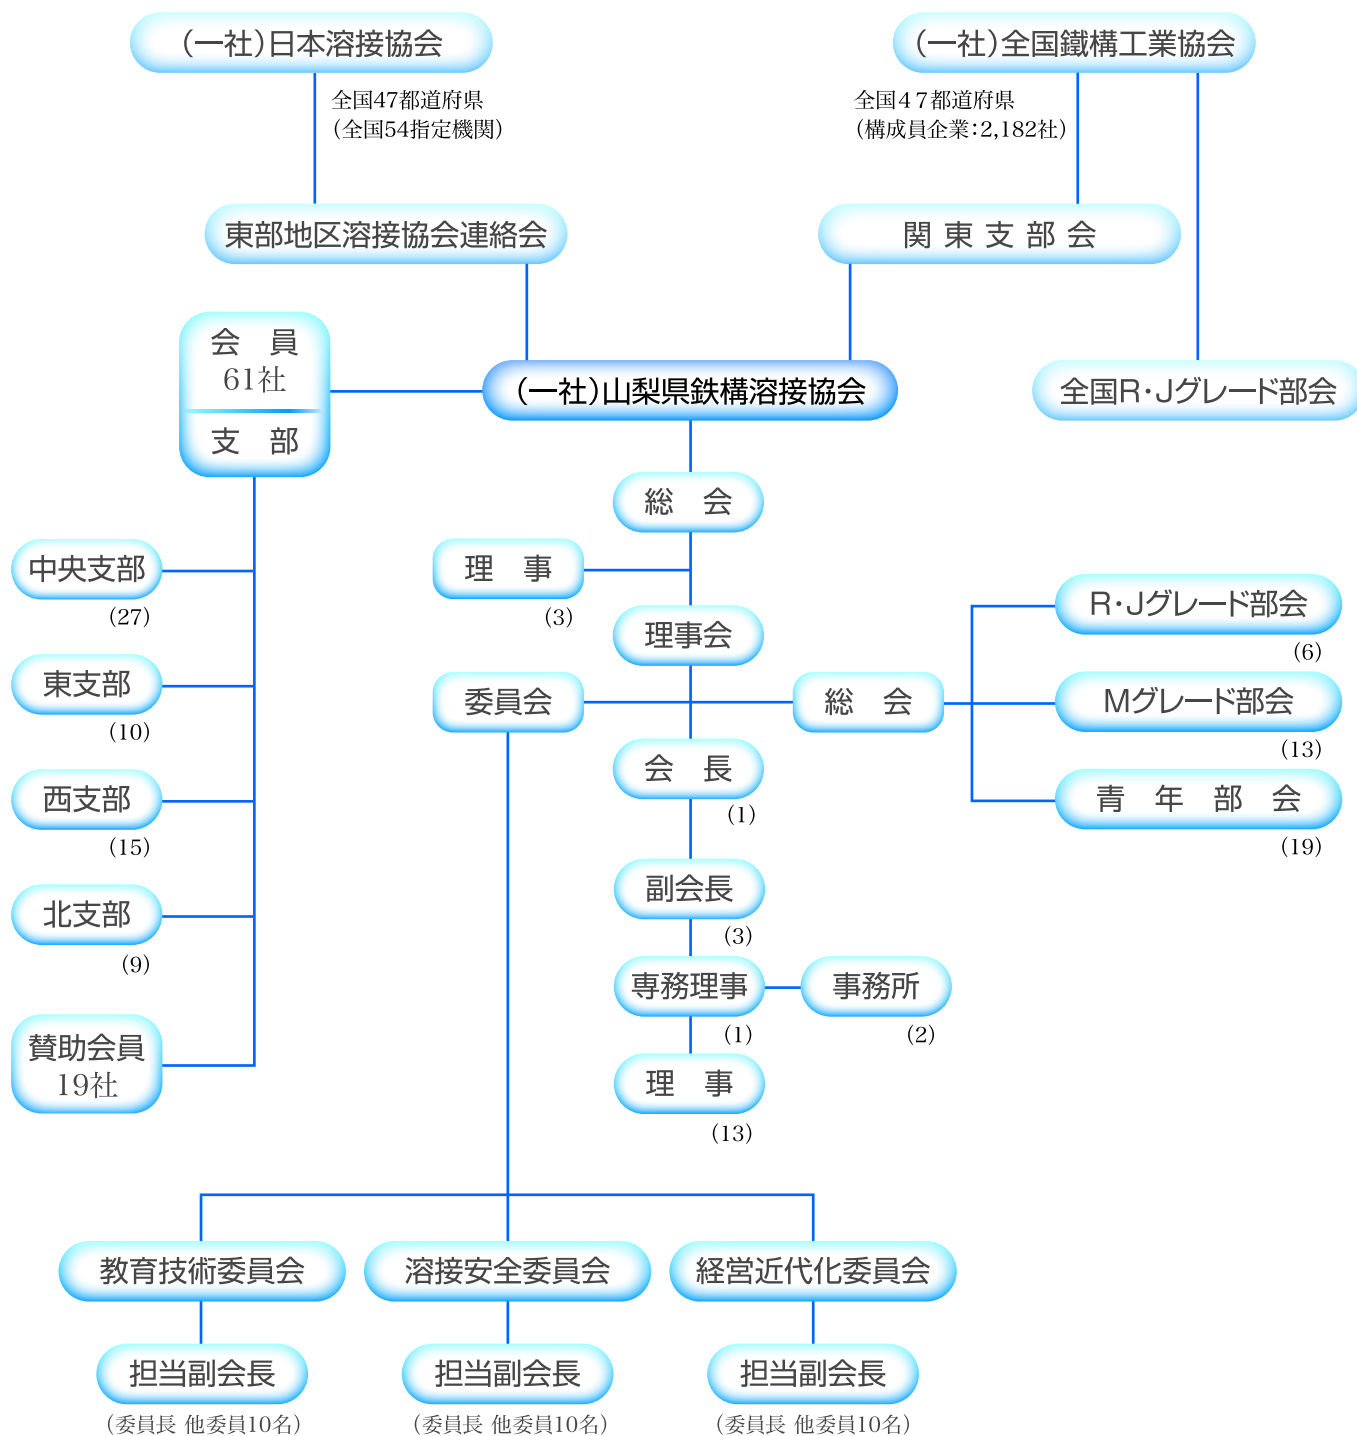 （一社）日本溶接協会
（一社）全国鐵構工業協会
全国47都道府県
（全国54指定機関）
全国４７都道府県
（構成員企業：2,182社）
東部地区溶接協会連絡会
関東支部会
会　員
61社
支　部
（一社）山梨県鉄構溶接協会
全国R・Jグレード部会
総　会
理　事
(3)
理事会
中央支部
(27)
東支部
(10)
西支部
(15)
北支部
(9)
賛助会員
19社
委員会
総　会
R・Jグレード部会
(6)
Mグレード部会
(13)
青　年　部　会
(19)
会　長
(1)
副会長
(3)
専務理事
(1)
事務所
(2)
理　事
(13)
教育技術委員会
溶接安全委員会
経営近代化委員会
担当副会長
担当副会長
担当副会長
（委員長 他委員10名）
（委員長 他委員10名）
（委員長 他委員10名）